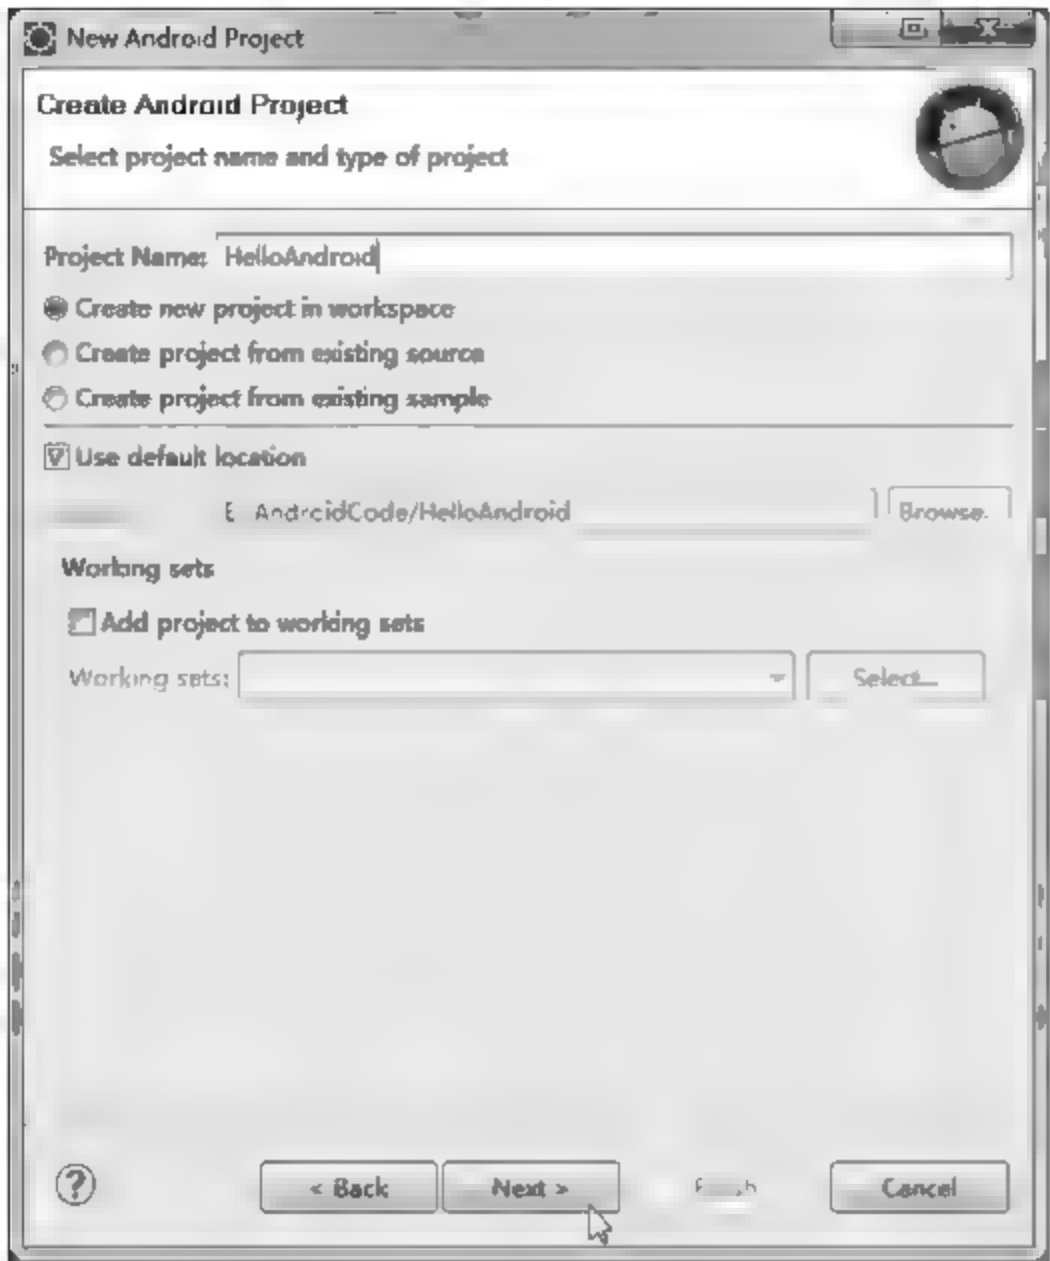 New Android Project
Create Android Project
Select project name and type of project
Project Name: HelloAndroid
Create new project in workspace
Create project from existing source
Create project from existing sample
Use default location
E AndroidCode/HelloAndroid Browse.
Working sets
Add project to working sets
Working sets: Select...
< Back Next > Cancel